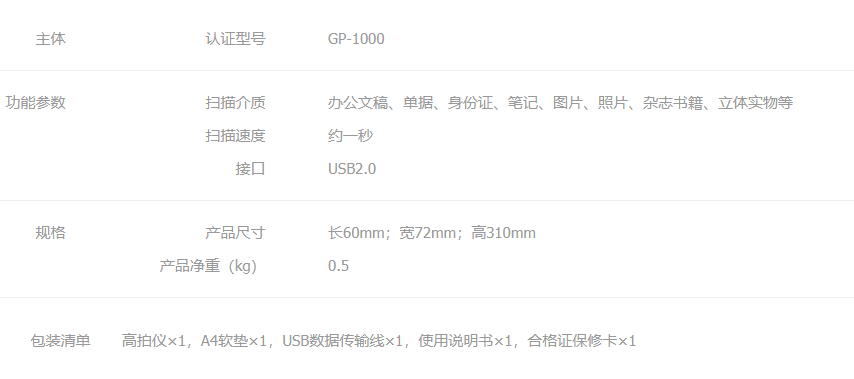 主体 认证型号 GP-1000
功能参数 扫描介质 办公文稿、单据、身份证、笔记、图片、照片、杂志书籍、立体实物等
扫描速度 约一秒
接口 USB2.0
规格 产品尺寸 长60mm；宽72mm；高310mm
产品净重（kg） 0.5
包装清单 高拍仪×1，A4软垫×1，USB数据传输线×1，使用说明书×1，合格证保修卡×1